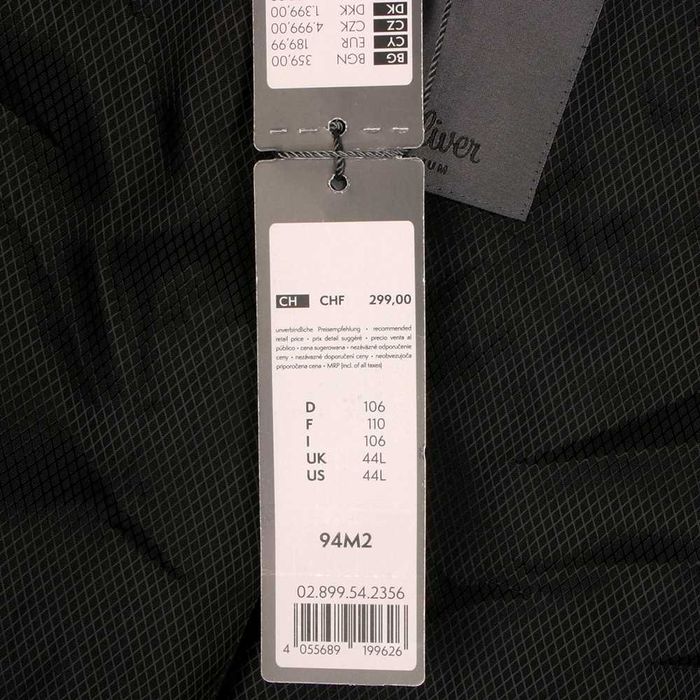 BG BGN 359,00
CY EUR 189,99
CZ CZK 4.999,00
DK DKK 1.399,00
liver
UM
CH CHF 299,00
unverbindliche Preisempfehlung • recommended
retail price • prix detail suggéré • precio venta al
público • cena sugerowana • nezáväzné odporučenie
ceny • nezávazné doporučení ceny • neobvezujoča
priporočena cena • MRP (incl. of all taxes)
D 106
F 110
I 106
UK 44L
US 44L
94M2
02.899.54.2356
4 055689 199626